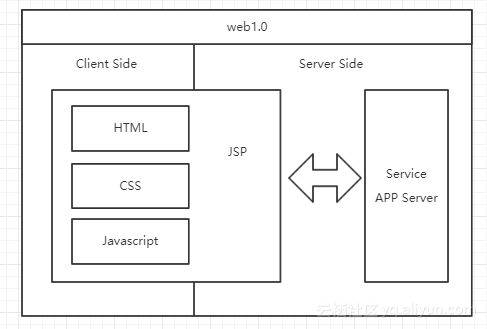 web1.0
Client Side
Server Side
HTML
CSS
Javascript
JSP
Service
APP Server
云栖社区 yq.aliyun.com